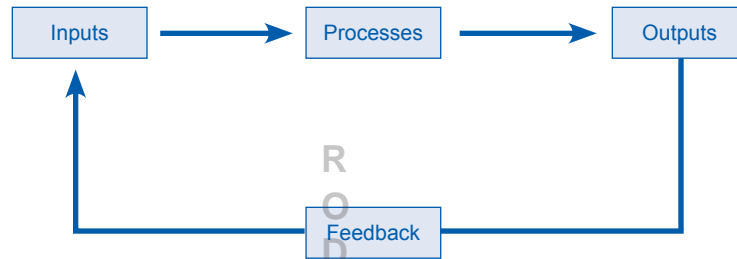 Inputs
Processes
Outputs
R
O
Feedback
D